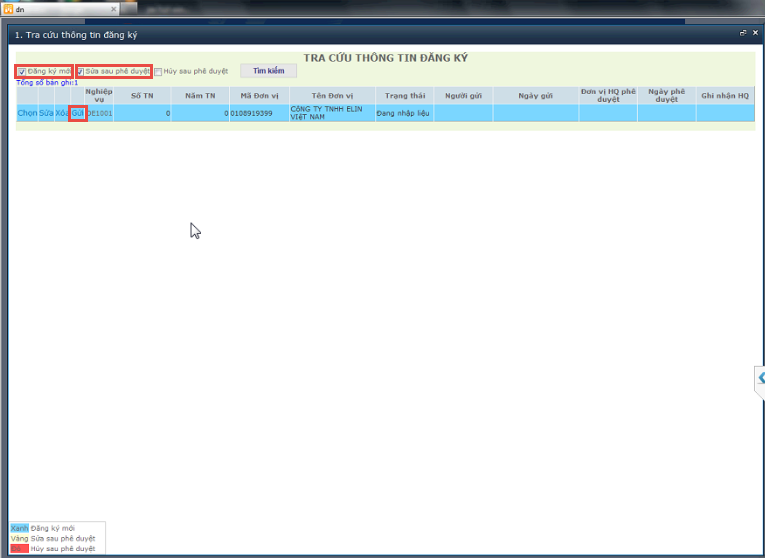 dn
1. Tra cứu thông tin đăng ký
TRA CỨU THÔNG TIN ĐĂNG KÝ
Đăng ký mới Sửa sau phê duyệt Hủy sau phê duyệt Tìm kiếm
Tổng số bản ghi:1
Nghiệp vụ Số TN Năm TN Mã Đơn vị Tên Đơn vị Trạng thái Người gửi Ngày gửi Đơn vị HQ phê duyệt Ngày phê duyệt Ghi nhận HQ
Chọn Sửa Xóa Gửi DE1001 0 0 0108919399 CÔNG TY TNHH ELIN VIệT NAM Đang nhập liệu
Xanh Đăng ký mới
Vàng Sửa sau phê duyệt
Đỏ Hủy sau phê duyệt